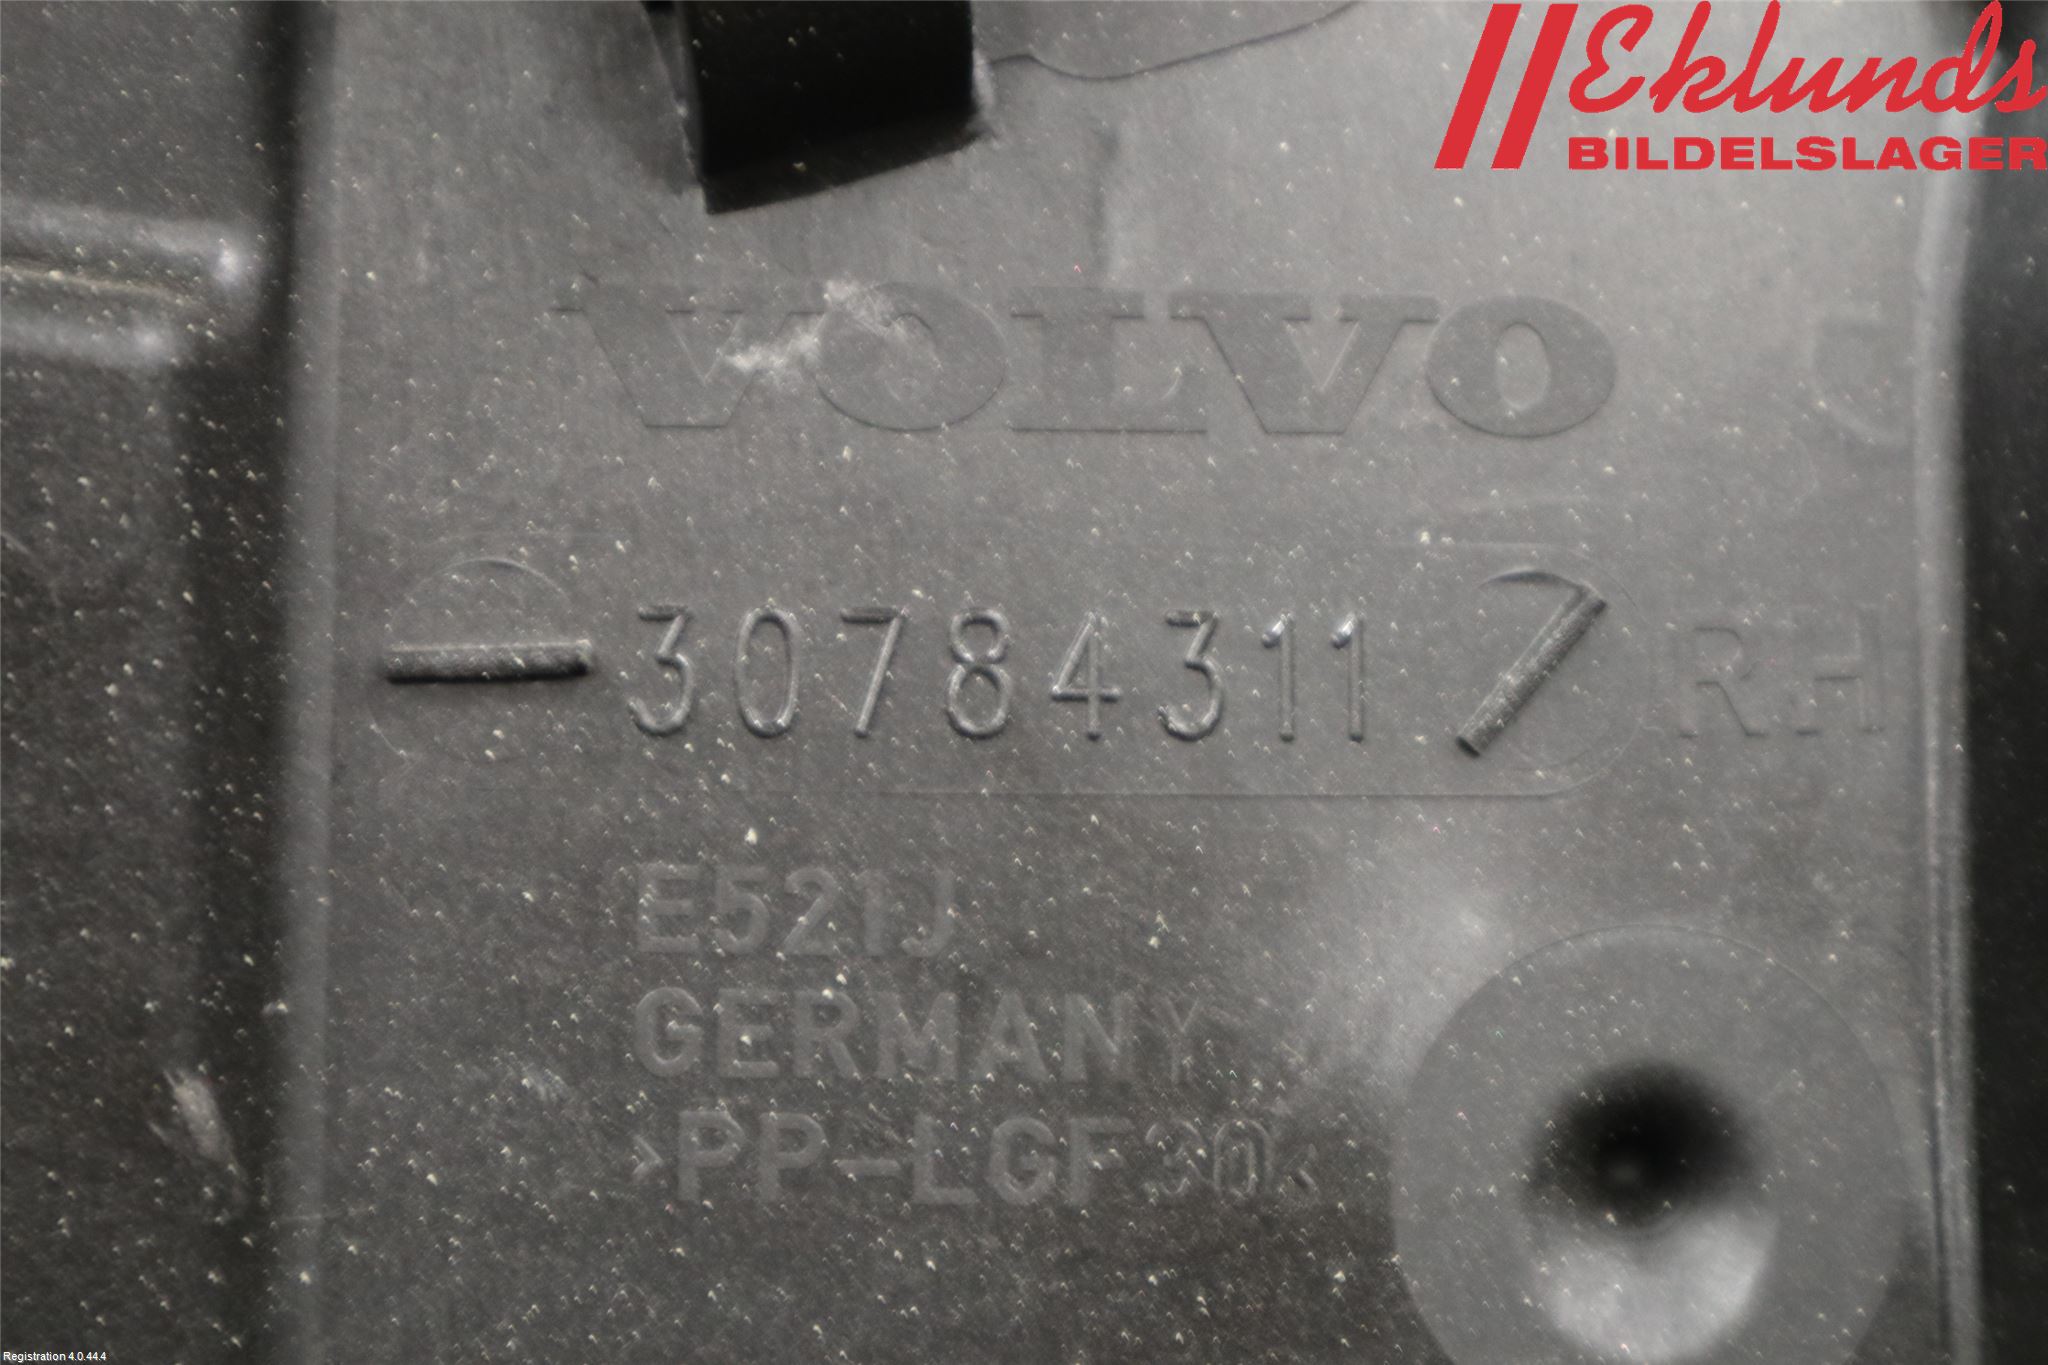 Eklunds
BILDELSLAGER
VOLVO
30784311 RH
E521J
GERMANY
>PP-LGF30<
Registration 4.0.44.4